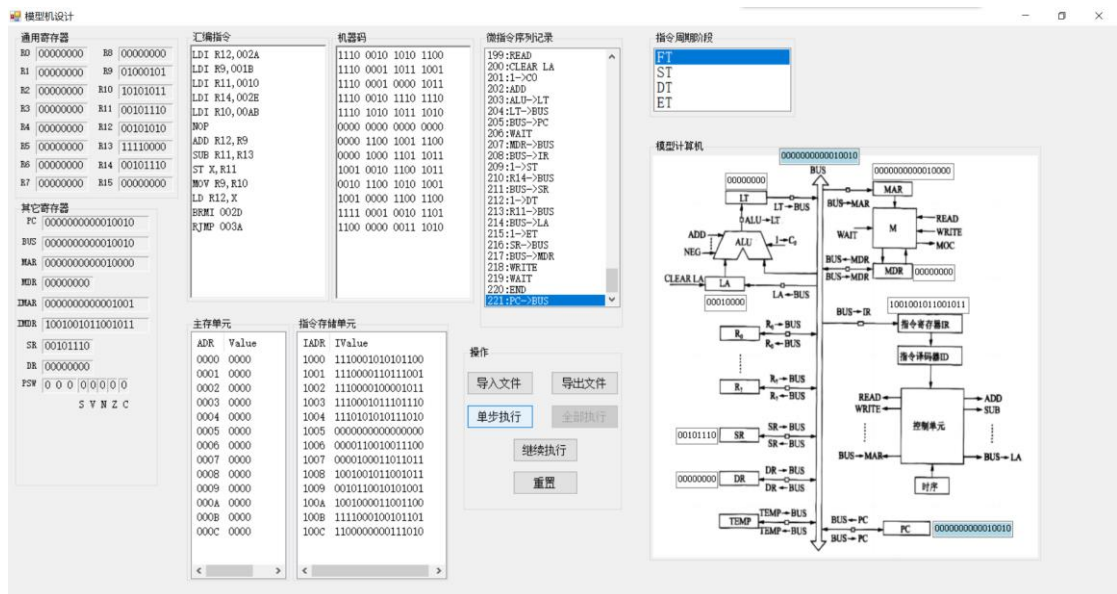 模型机设计
通用寄存器
R0 00000000 R8 00000000
R1 00000000 R9 01000101
R2 00000000 R10 10101011
R3 00000000 R11 00101110
R4 00000000 R12 00101010
R5 00000000 R13 11110000
R6 00000000 R14 00101110
R7 00000000 R15 00000000
其它寄存器
PC 0000000000010010
BUS 0000000000010010
MAR 0000000000010000
MDR 00000000
IMAR 0000000000001001
IMDR 1001001011001011
SR 00101110
DR 00000000
PSW 0 0 0 0 0 0 0 0
S V N Z C
汇编指令
LDI R12,002A
LDI R9,001B
LDI R11,0010
LDI R14,002E
LDI R10,00AB
NOP
ADD R12,R9
SUB R11,R13
ST X,R11
MOV R9,R10
LD R12,X
BRMI 002D
RJMP 003A
机器码
1110 0010 1010 1100
1110 0001 1011 1001
1110 0001 0000 1011
1110 0010 1110 1110
1110 1010 1011 1010
0000 0000 0000 0000
0000 1100 1001 1100
0000 1000 1101 1011
1001 0010 1100 1011
0010 1100 1010 1001
1001 0000 1100 1100
1111 0001 0010 1101
1100 0000 0011 1010
微指令序列记录
199:READ
200:CLEAR LA
201:1->C0
202:ADD
203:ALU->LT
204:LT->BUS
205:BUS->PC
206:WAIT
207:MDR->BUS
208:BUS->IR
209:1->ST
210:R14->BUS
211:BUS->SR
212:1->DT
213:R11->BUS
214:BUS->LA
215:1->ET
216:SR->BUS
217:BUS->MDR
218:WRITE
219:WAIT
220:END
221:PC->BUS
指令周期阶段
FT
ST
DT
ET
主存单元
ADR Value
0000 0000
0001 0000
0002 0000
0003 0000
0004 0000
0005 0000
0006 0000
0007 0000
0008 0000
0009 0000
000A 0000
000B 0000
000C 0000
指令存储单元
IADR IValue
1000 1110001010101100
1001 1110000110111001
1002 1110000100001011
1003 1110001011101110
1004 1110101010111010
1005 0000000000000000
1006 0000110010011100
1007 0000100011011011
1008 1001001011001011
1009 0010110010101001
100A 1001000011001100
100B 1111000100101101
100C 1100000000111010
操作
导入文件 导出文件
单步执行 全部执行
继续执行
重置
模型计算机
0000000000010010
BUS
0000000000010000
MAR
BUS→MAR
00000000
LT
LT→BUS
ALU→LT
ADD
NEG
ALU
1→C₀
CLEAR LA
LA
LA←BUS
00010000
M
READ
WRITE
MOC
WAIT
BUS←MDR
BUS→MDR
MDR 00000000
1001001011001011
BUS→IR
指令寄存器IR
指令译码器ID
R₀ R₀→BUS
R₀←BUS
R₇ R₇→BUS
R₇←BUS
00101110 SR SR→BUS
SR←BUS
00000000 DR DR→BUS
DR←BUS
TEMP TEMP→BUS
TEMP←BUS
READ
WRITE
BUS→MAR
控制单元
ADD
SUB
BUS→LA
时序
BUS←PC
BUS→PC
PC 0000000000010010